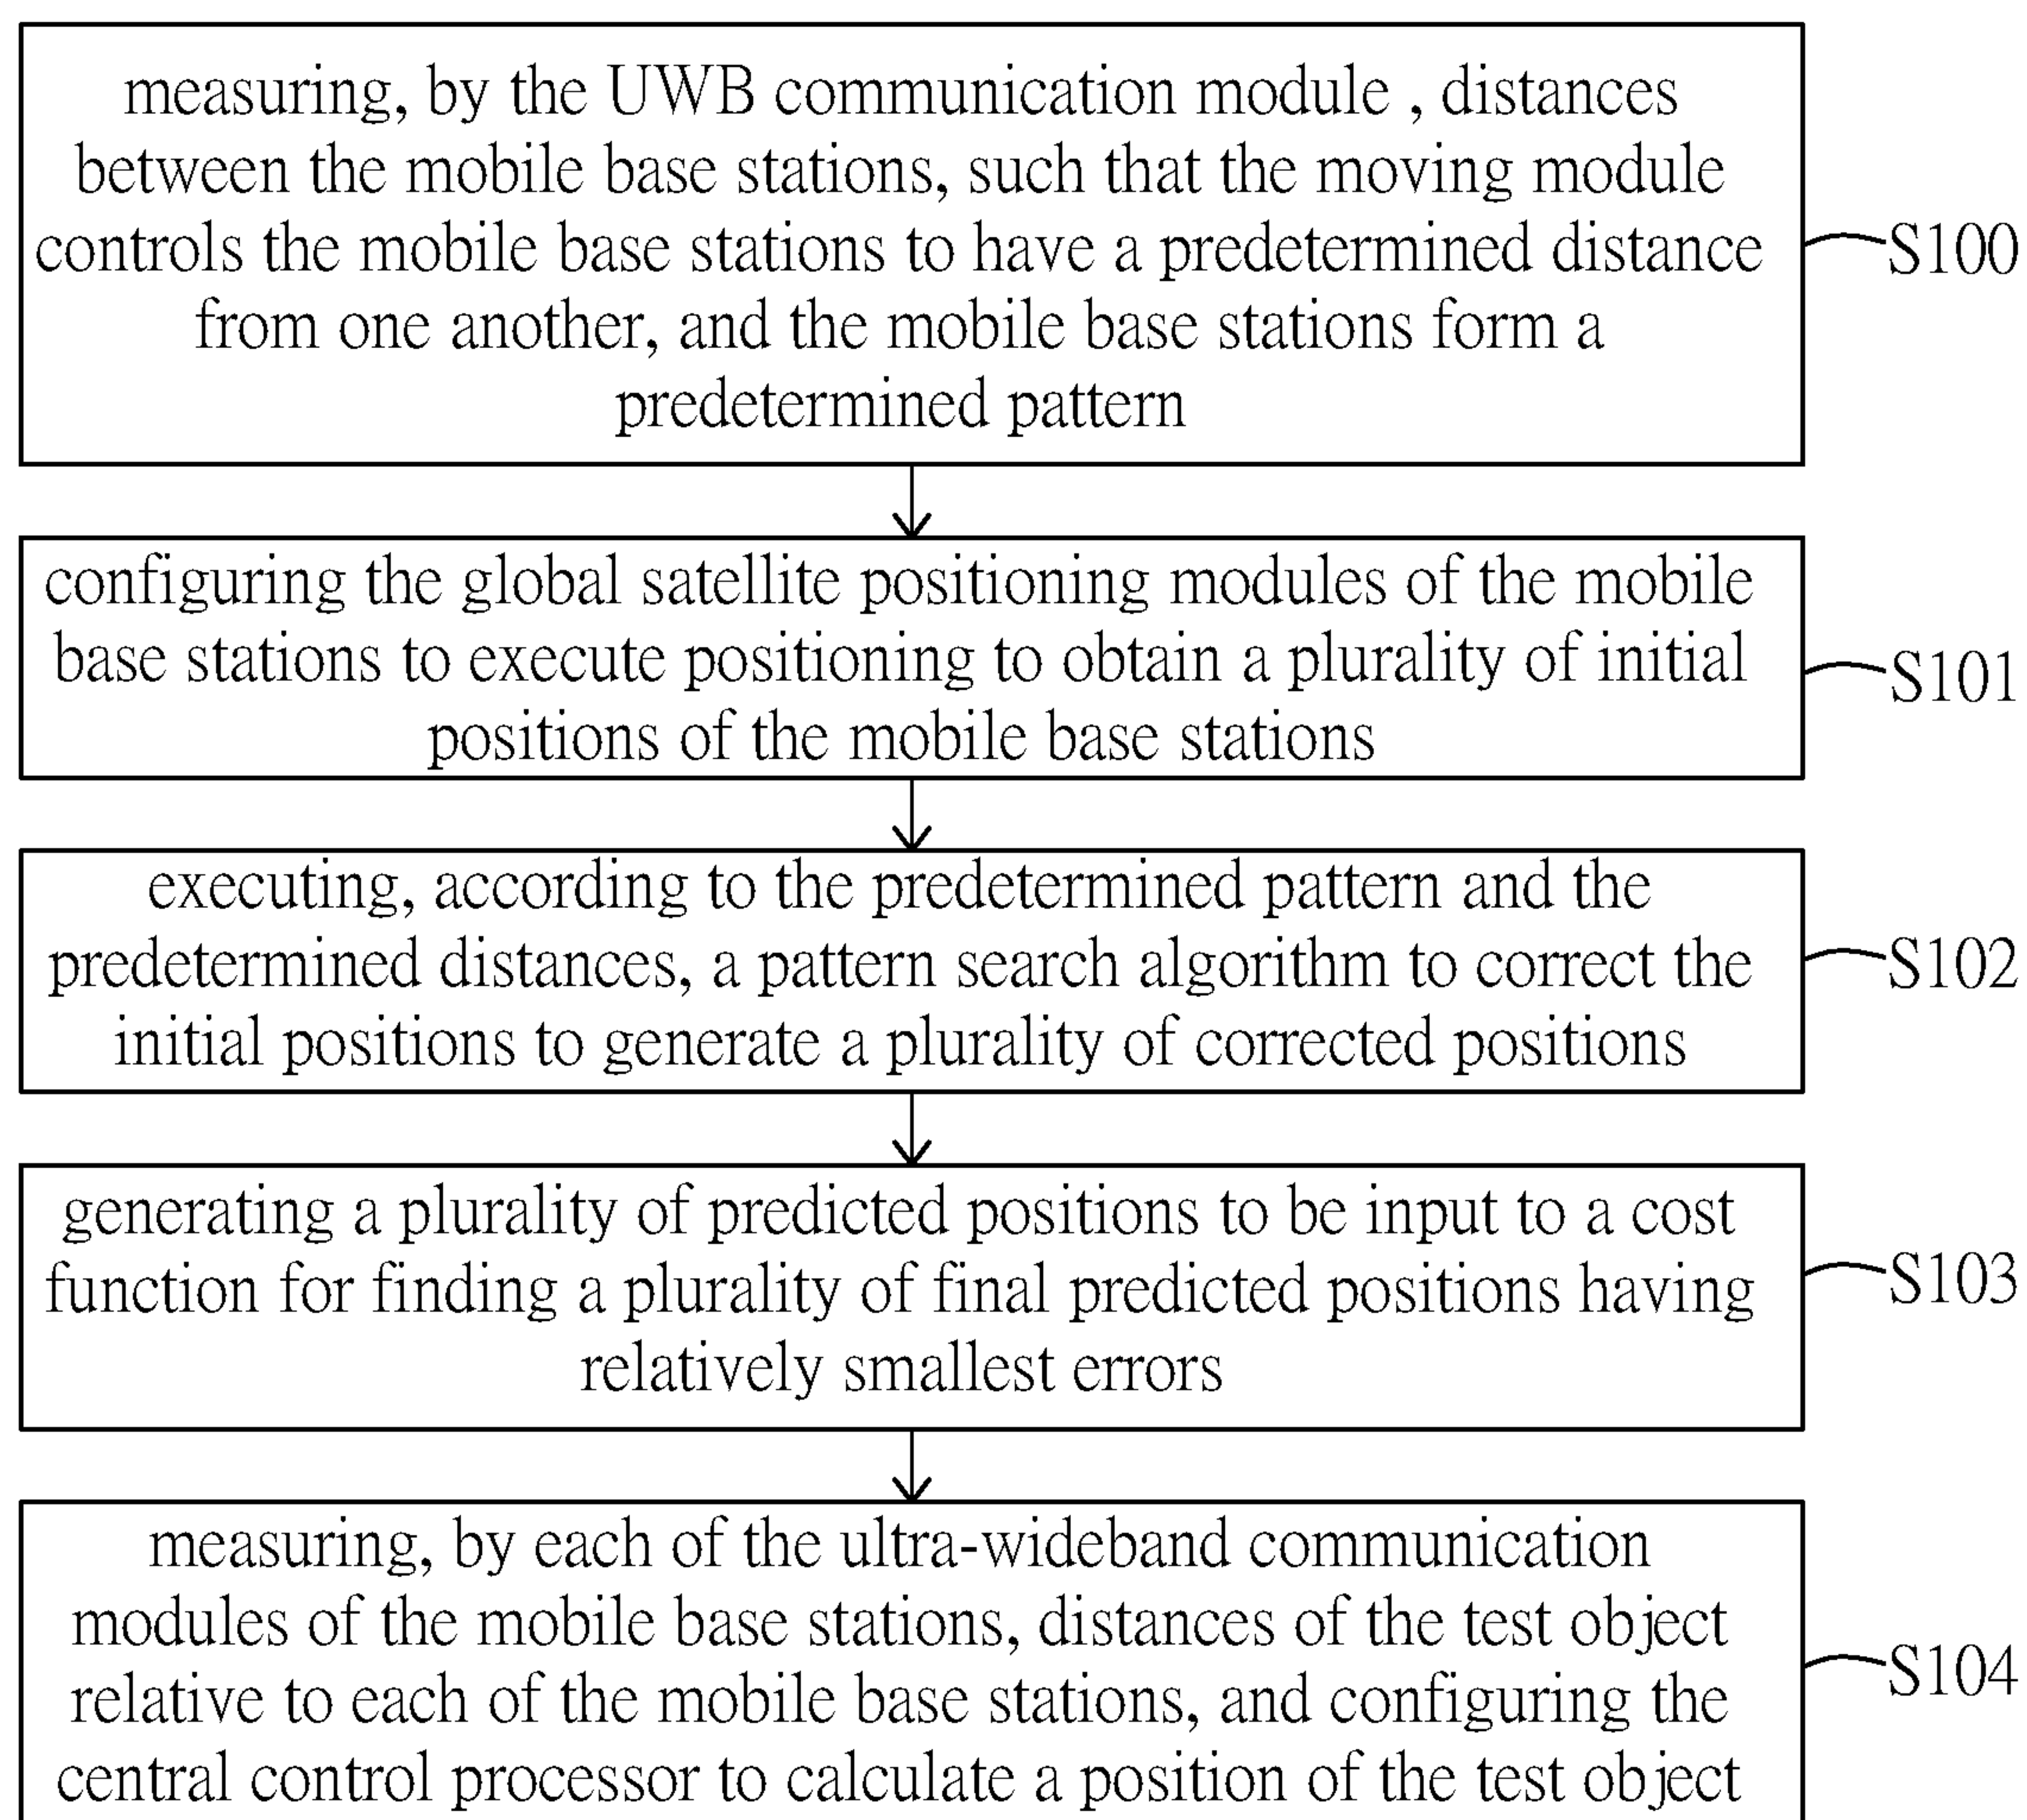 measuring, by the UWB communication module , distances
between the mobile base stations, such that the moving module
controls the mobile base stations to have a predetermined distance
from one another, and the mobile base stations form a
predetermined pattern
S100
configuring the global satellite positioning modules of the mobile
base stations to execute positioning to obtain a plurality of initial
positions of the mobile base stations
S101
executing, according to the predetermined pattern and the
predetermined distances, a pattern search algorithm to correct the
initial positions to generate a plurality of corrected positions
S102
generating a plurality of predicted positions to be input to a cost
function for finding a plurality of final predicted positions having
relatively smallest errors
S103
measuring, by each of the ultra-wideband communication
modules of the mobile base stations, distances of the test object
relative to each of the mobile base stations, and configuring the
central control processor to calculate a position of the test object
S104